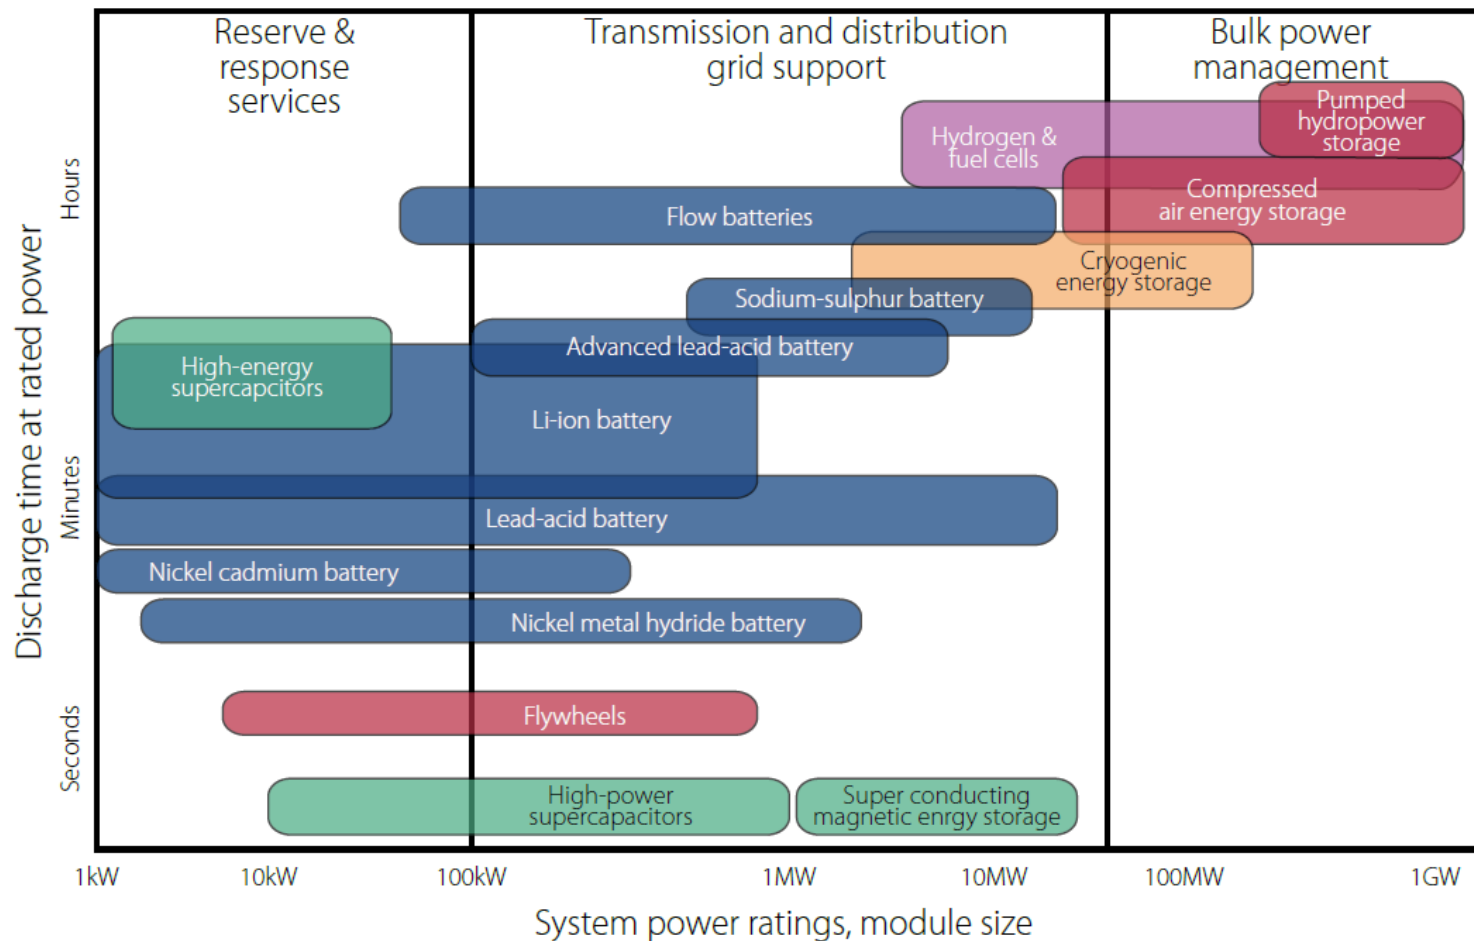 Reserve &
response
services
Transmission and distribution
grid support
Bulk power
management
Pumped
hydropower
storage
Hydrogen &
fuel cells
Compressed
air energy storage
Flow batteries
Cryogenic
energy storage
Sodium-sulphur battery
Advanced lead-acid battery
High-energy
supercapcitors
Li-ion battery
Lead-acid battery
Nickel cadmium battery
Nickel metal hydride battery
Flywheels
High-power
supercapacitors
Super conducting
magnetic enrgy storage
Discharge time at rated power
Hours
Minutes
Seconds
1kW
10kW
100kW
1MW
10MW
100MW
1GW
System power ratings, module size